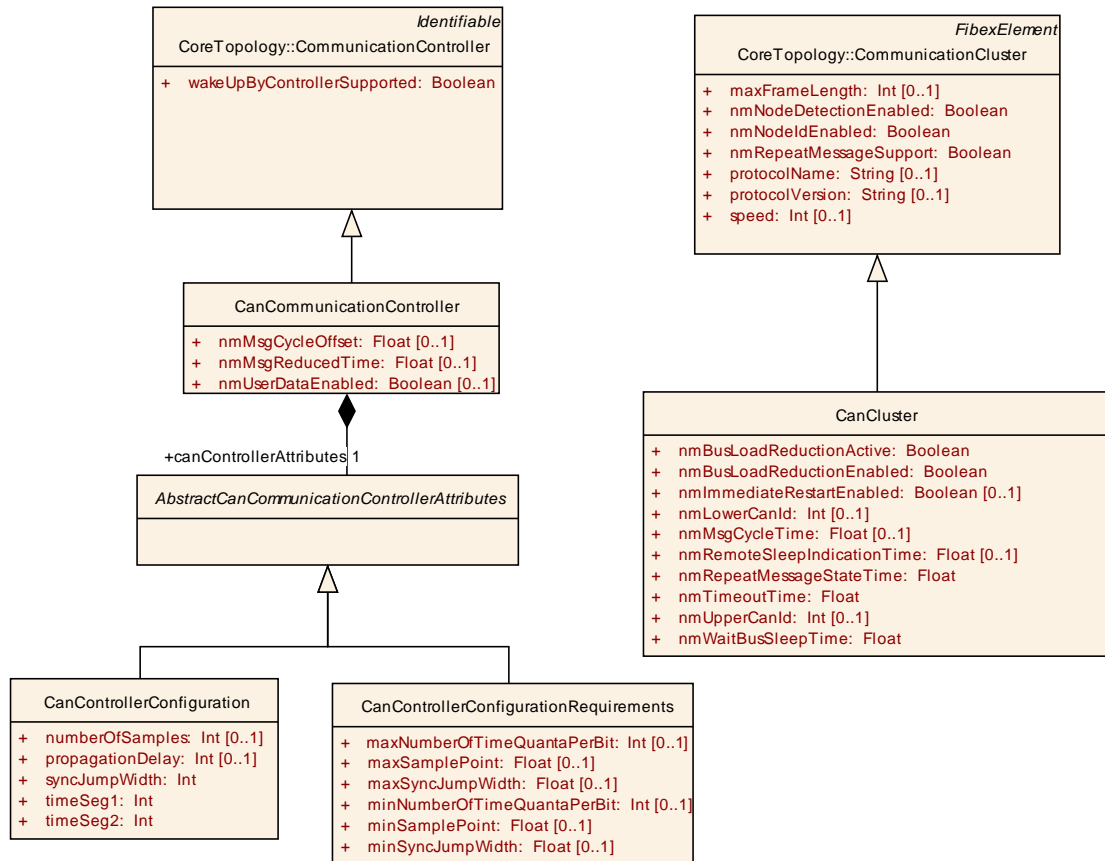 Identifiable
CoreTopology::CommunicationController
+ wakeUpByControllerSupported: Boolean
FibexElement
CoreTopology::CommunicationCluster
+ maxFrameLength: Int [0..1]
+ nmNodeDetectionEnabled: Boolean
+ nmNodeIdEnabled: Boolean
+ nmRepeatMessageSupport: Boolean
+ protocolName: String [0..1]
+ protocolVersion: String [0..1]
+ speed: Int [0..1]
CanCommunicationController
+ nmMsgCycleOffset: Float [0..1]
+ nmMsgReducedTime: Float [0..1]
+ nmUserDataEnabled: Boolean [0..1]
+canControllerAttributes 1
AbstractCanCommunicationControllerAttributes
CanCluster
+ nmBusLoadReductionActive: Boolean
+ nmBusLoadReductionEnabled: Boolean
+ nmImmediateRestartEnabled: Boolean [0..1]
+ nmLowerCanId: Int [0..1]
+ nmMsgCycleTime: Float [0..1]
+ nmRemoteSleepIndicationTime: Float [0..1]
+ nmRepeatMessageStateTime: Float
+ nmTimeoutTime: Float
+ nmUpperCanId: Int [0..1]
+ nmWaitBusSleepTime: Float
CanControllerConfiguration
+ numberOfSamples: Int [0..1]
+ propagationDelay: Int [0..1]
+ syncJumpWidth: Int
+ timeSeg1: Int
+ timeSeg2: Int
CanControllerConfigurationRequirements
+ maxNumberOfTimeQuantaPerBit: Int [0..1]
+ maxSamplePoint: Float [0..1]
+ maxSyncJumpWidth: Float [0..1]
+ minNumberOfTimeQuantaPerBit: Int [0..1]
+ minSamplePoint: Float [0..1]
+ minSyncJumpWidth: Float [0..1]